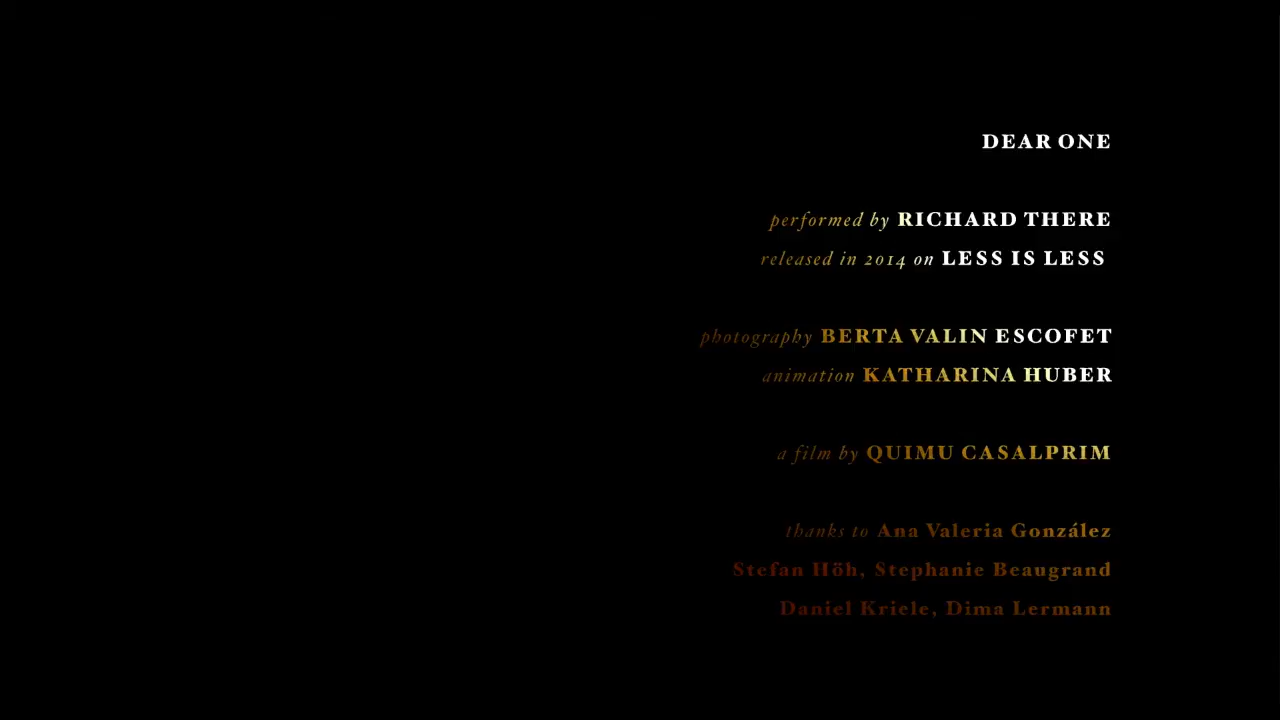 DEAR ONE
performed by RICHARD THERE
released in 2014 on LESS IS LESS
photography BERTA VALIN ESCOFET
animation KATHARINA HUBER
a film by QUIMU CASALPRIM
thanks to Ana Valeria González
Stefan Höh, Stephanie Beaugrand
Daniel Kriele, Dima Lermann